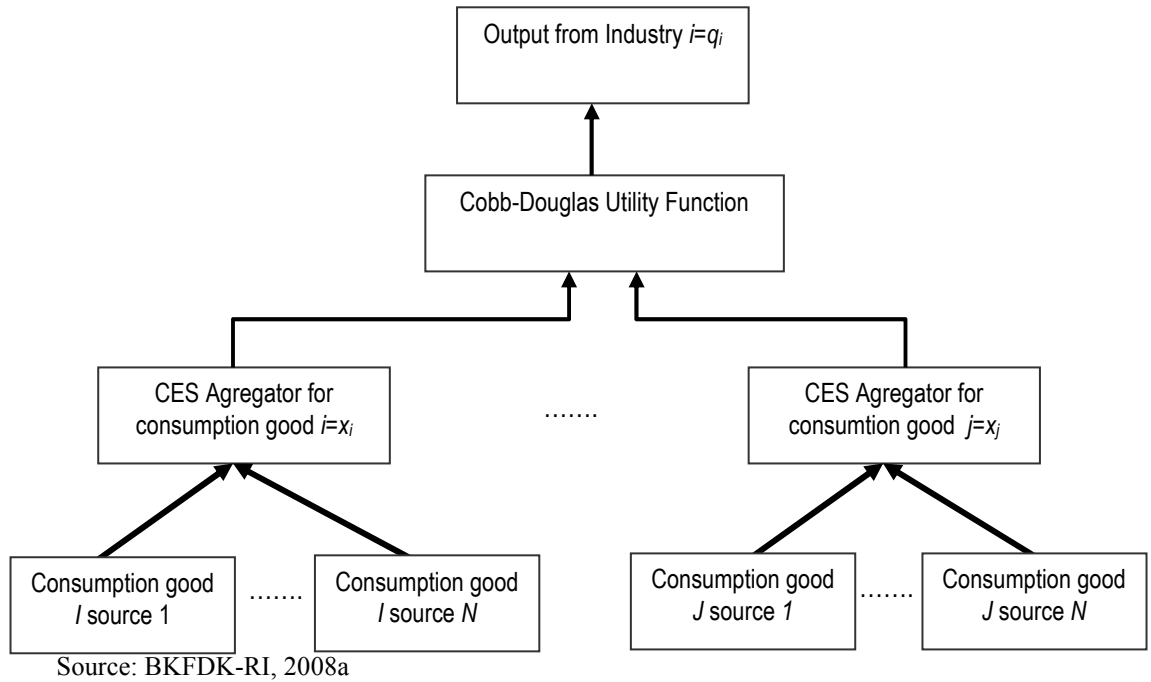 Output from Industry i=qi
Cobb-Douglas Utility Function
CES Agregator for
consumption good i=xi
.......
CES Agregator for
consumtion good j=xj
Consumption good
I source 1
.......
Consumption good
I source N
Consumption good
J source 1
.......
Consumption good
J source N
Source: BKFDK-RI, 2008a